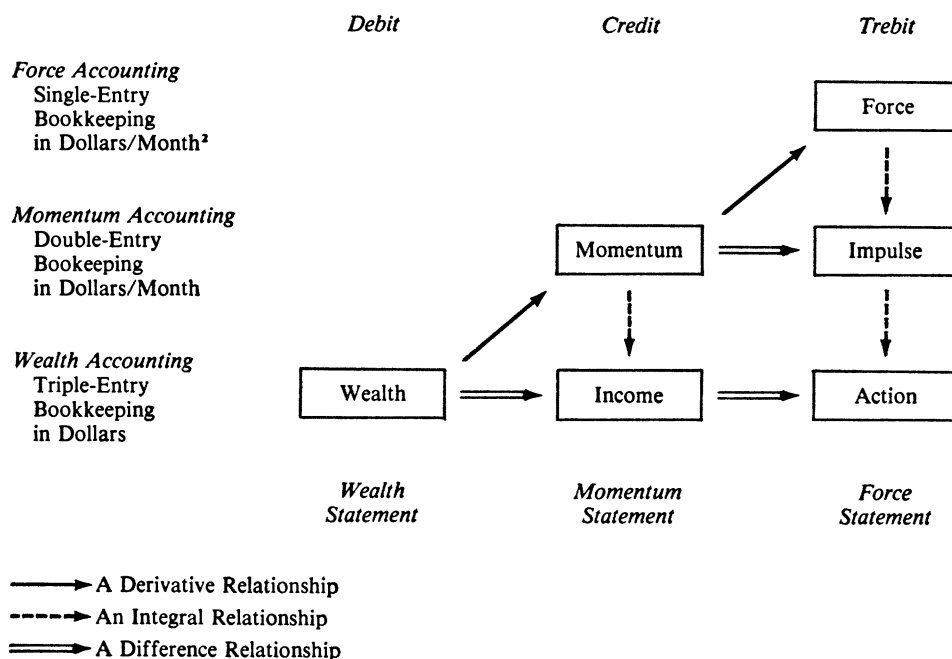 Debit Credit Trebit
Force Accounting
Single-Entry
Bookkeeping
in Dollars/Month²
Force
Momentum Accounting
Double-Entry
Bookeeping
in Dollars/Month
Momentum
Impulse
Wealth Accounting
Triple-Entry
Bookkeeping
in Dollars
Wealth
Income
Action
Wealth
Statement
Momentum
Statement
Force
Statement
A Derivative Relationship
An Integral Relationship
A Difference Relationship